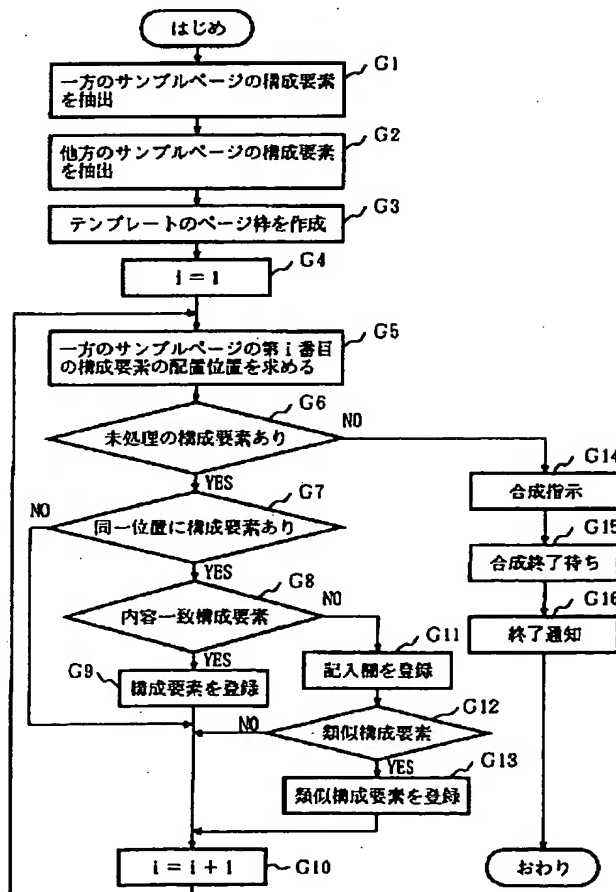 はじめ
G1
一方のサンプルページの構成要素
を抽出
G2
他方のサンプルページの構成要素
を抽出
G3
テンプレートのページ枠を作成
G4
i = 1
G5
一方のサンプルページの第i番目
の構成要素の配置位置を求める
G6
未処理の構成要素あり
NO
YES
G7
NO
同一位置に構成要素あり
YES
G8
内容一致構成要素
NO
YES
G9
構成要素を登録
G11
記入欄を登録
G12
NO
類似構成要素
YES
G13
類似構成要素を登録
i = i + 1
G10
G14
合成指示
G15
合成終了待ち
G16
終了通知
おわり